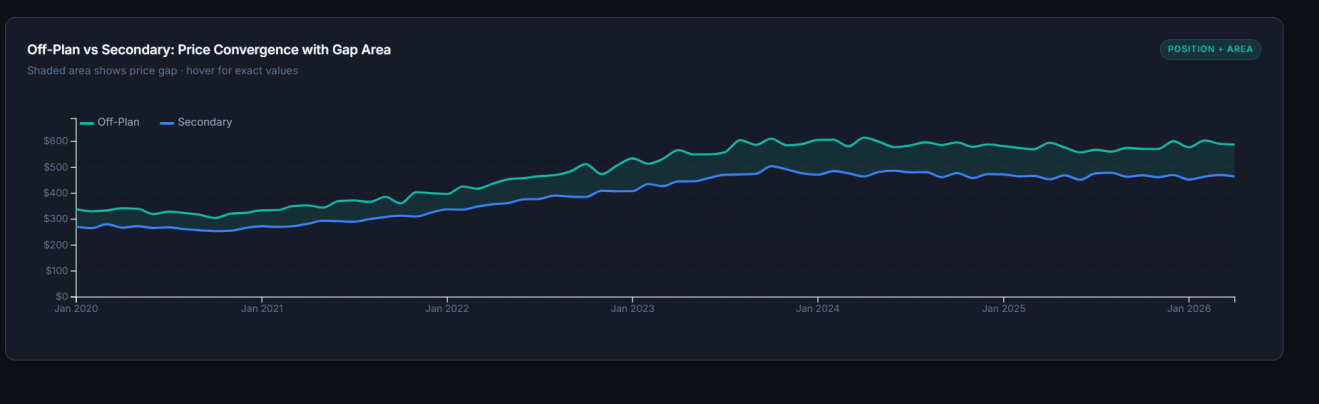 Off-Plan vs Secondary: Price Convergence with Gap Area
POSITION + AREA
Shaded area shows price gap · hover for exact values
Off-Plan Secondary
$600
$500
$400
$300
$200
$100
$0
Jan 2020 Jan 2021 Jan 2022 Jan 2023 Jan 2024 Jan 2025 Jan 2026